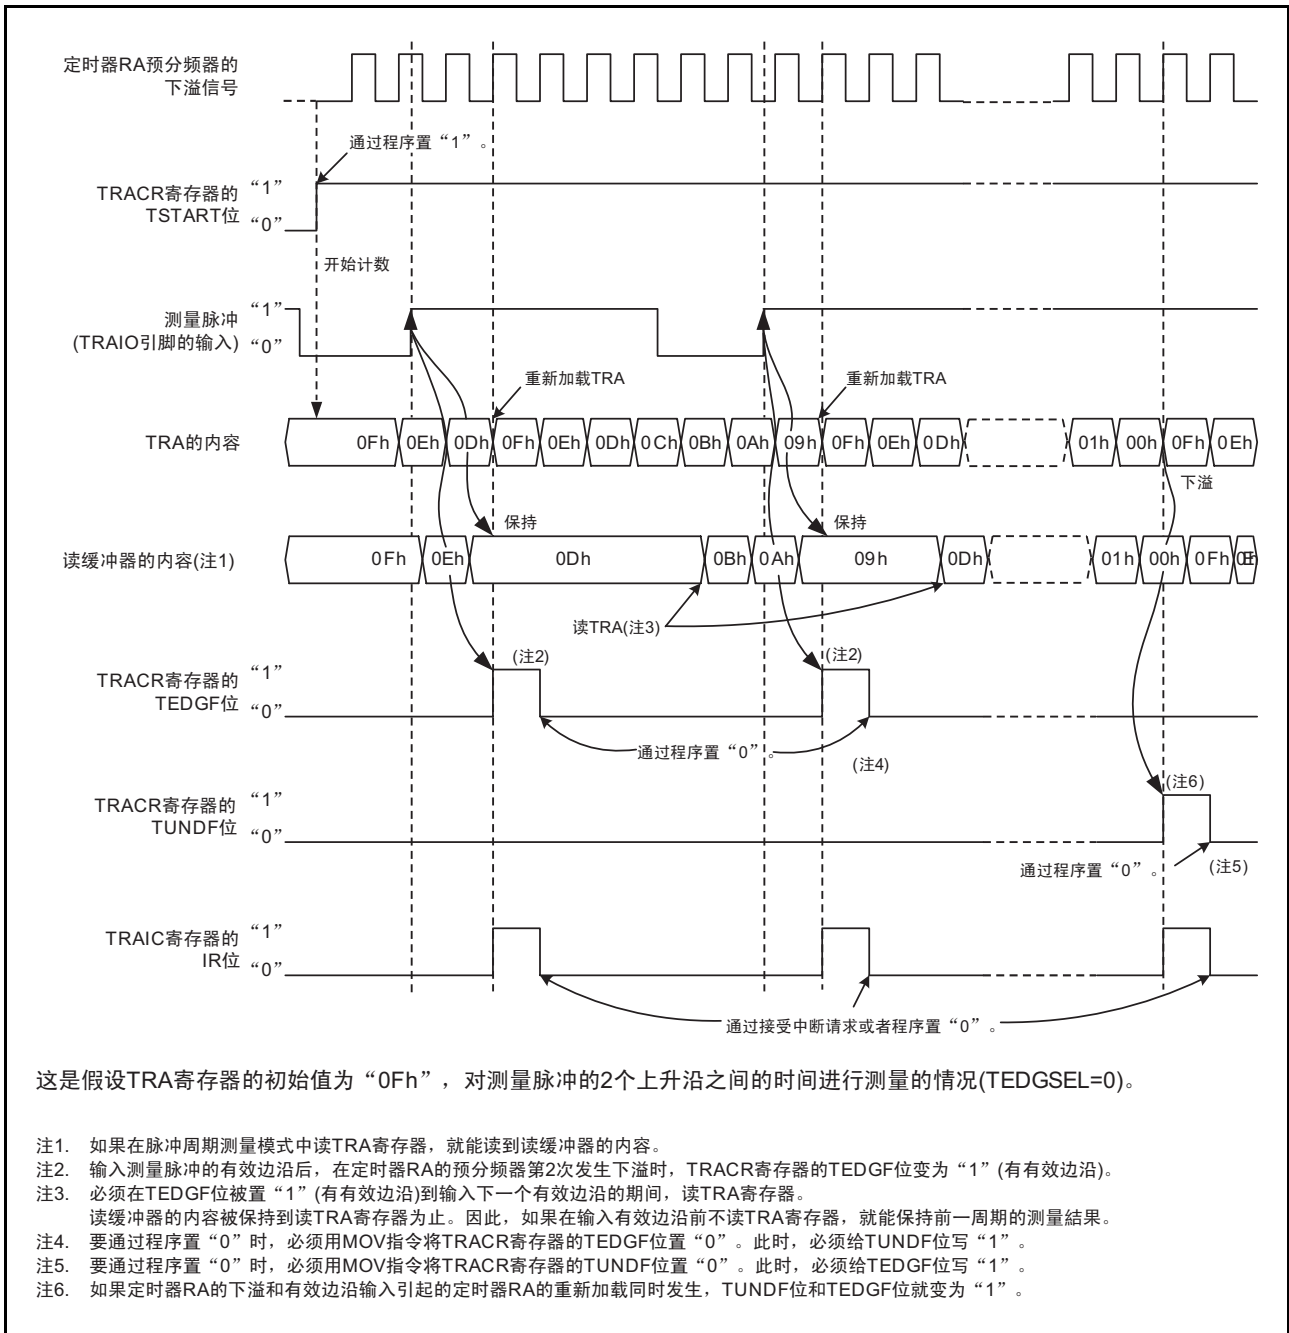 定时器RA预分频器的
下溢信号
通过程序置“1”。
TRACR寄存器的
TSTART位
“1”
“0”
开始计数
测量脉冲
(TRAIO引脚的输入)
“1”
“0”
重新加载TRA
重新加载TRA
TRA的内容
0Fh 0Eh 0Dh 0Fh 0Eh 0Dh 0Ch 0Bh 0Ah 09h 0Fh 0Eh 0Dh 01h 00h 0Fh 0Eh
下溢
保持
保持
读缓冲器的内容(注1)
0Fh 0Eh 0Dh 0Bh 0Ah 09h 0Dh 01h 00h 0Fh 0Eh
读TRA(注3)
(注2)
(注2)
TRACR寄存器的
TEDGF位
“1”
“0”
通过程序置“0”。
(注4)
(注6)
TRACR寄存器的
TUNDF位
“1”
“0”
通过程序置“0”。
(注5)
TRAIC寄存器的
IR位
“1”
“0”
通过接受中断请求或者程序置“0”。
这是假设TRA寄存器的初始值为“0Fh”，对测量脉冲的2个上升沿之间的时间进行测量的情况(TEDGSEL=0)。
注1. 如果在脉冲周期测量模式中读TRA寄存器，就能读到读缓冲器的内容。
注2. 输入测量脉冲的有效边沿后，在定时器RA的预分频器第2次发生下溢时，TRACR寄存器的TEDGF位变为“1”(有有效边沿)。
注3. 必须在TEDGF位被置“1”(有有效边沿)到输入下一个有效边沿的期间，读TRA寄存器。
读缓冲器的内容被保持到读TRA寄存器为止。因此，如果在输入有效边沿前不读TRA寄存器，就能保持前一周期的测量結果。
注4. 要通过程序置“0”时，必须用MOV指令将TRACR寄存器的TEDGF位置“0”。此时，必须给TUNDF位写“1”。
注5. 要通过程序置“0”时，必须用MOV指令将TRACR寄存器的TUNDF位置“0”。此时，必须给TEDGF位写“1”。
注6. 如果定时器RA的下溢和有效边沿输入引起的定时器RA的重新加载同时发生，TUNDF位和TEDGF位就变为“1”。